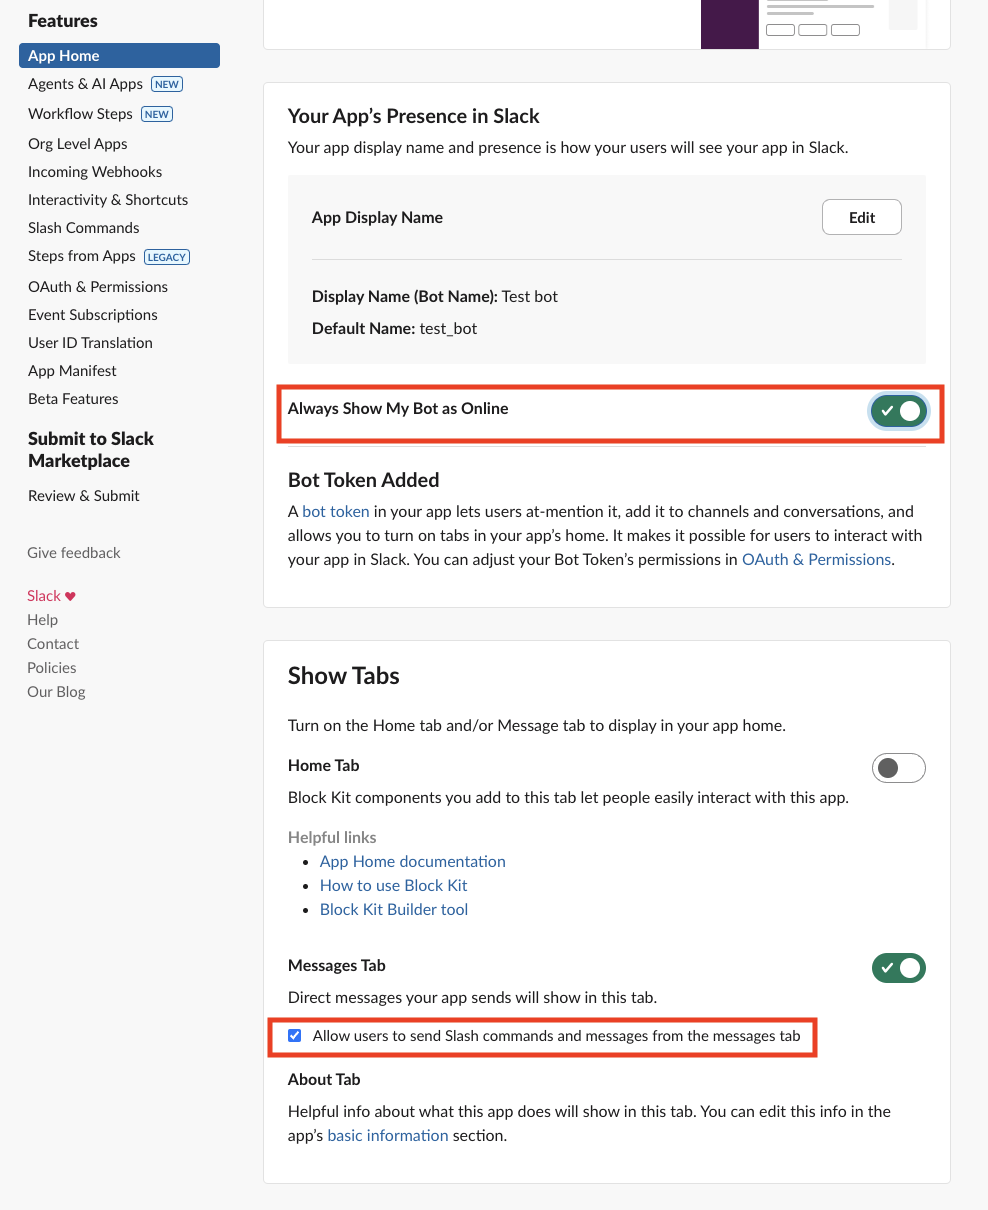 Features
App Home
Agents & AI Apps NEW
Workflow Steps NEW
Org Level Apps
Incoming Webhooks
Interactivity & Shortcuts
Slash Commands
Steps from Apps LEGACY
OAuth & Permissions
Event Subscriptions
User ID Translation
App Manifest
Beta Features
Submit to Slack
Marketplace
Review & Submit
Give feedback
Slack ♥
Help
Contact
Policies
Our Blog
Your App’s Presence in Slack
Your app display name and presence is how your users will see your app in Slack.
App Display Name
Edit
Display Name (Bot Name): Test bot
Default Name: test_bot
Always Show My Bot as Online
Bot Token Added
A bot token in your app lets users at-mention it, add it to channels and conversations, and
allows you to turn on tabs in your app’s home. It makes it possible for users to interact with
your app in Slack. You can adjust your Bot Token’s permissions in OAuth & Permissions.
Show Tabs
Turn on the Home tab and/or Message tab to display in your app home.
Home Tab
Block Kit components you add to this tab let people easily interact with this app.
Helpful links
• App Home documentation
• How to use Block Kit
• Block Kit Builder tool
Messages Tab
Direct messages your app sends will show in this tab.
Allow users to send Slash commands and messages from the messages tab
About Tab
Helpful info about what this app does will show in this tab. You can edit this info in the
app’s basic information section.